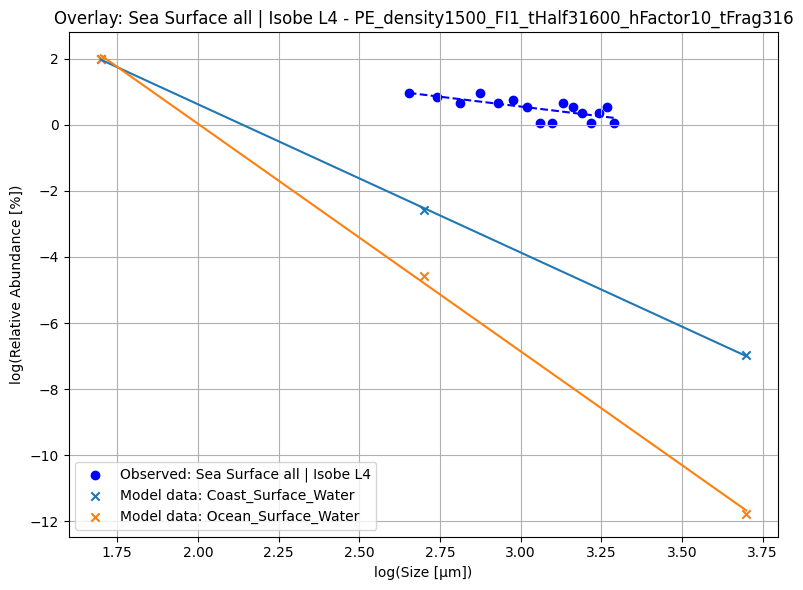 Overlay: Sea Surface all | Isobe L4 - PE_density1500_FI1_tHalf31600_hFactor10_tFrag316
log(Relative Abundance [%])
2
0
−2
−4
−6
−8
−10
−12
Observed: Sea Surface all | Isobe L4
Model data: Coast_Surface_Water
Model data: Ocean_Surface_Water
1.75 2.00 2.25 2.50 2.75 3.00 3.25 3.50 3.75
log(Size [μm])